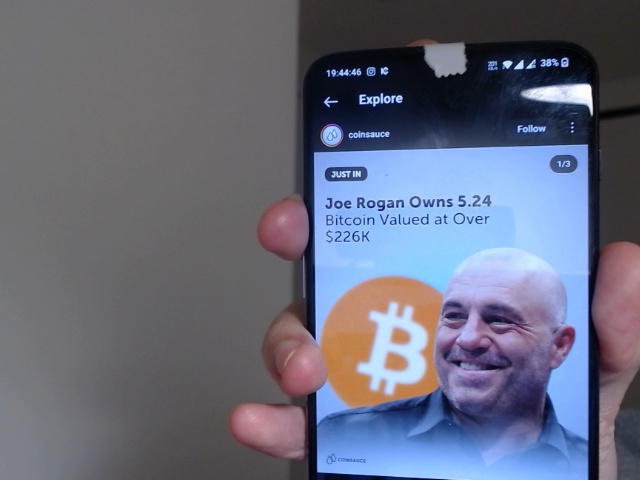 19:44:46 38%
Explore
coinsauce Follow
1/3
JUST IN
Joe Rogan Owns 5.24
Bitcoin Valued at Over
$226K
COINSAUCE